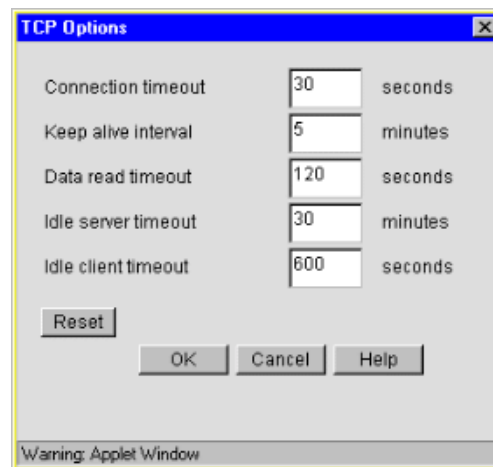 TCP Options
Connection timeout 30 seconds
Keep alive interval 5 minutes
Data read timeout 120 seconds
Idle server timeout 30 minutes
Idle client timeout 600 seconds
Reset
OK Cancel Help
Warning: Applet Window